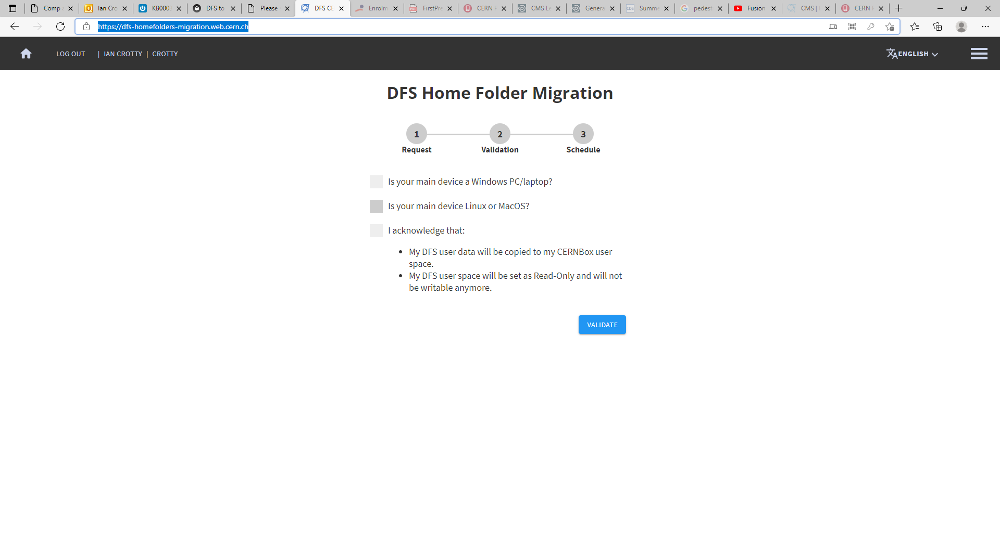 Comp
Ian Cro
KB0003
DFS to
Please
DFS CE
Enrolm
FirstPre
CERN
CMS Le
Genera
Summe
pedest
Fusion
CMS |
CERN
https://dfs-homefolders-migration.web.cern.ch
LOG OUT | IAN CROTTY | CROTTY
ENGLISH
DFS Home Folder Migration
1 2 3
Request Validation Schedule
Is your main device a Windows PC/laptop?
Is your main device Linux or MacOS?
I acknowledge that:
• My DFS user data will be copied to my CERNBox user
space.
• My DFS user space will be set as Read-Only and will not
be writable anymore.
VALIDATE